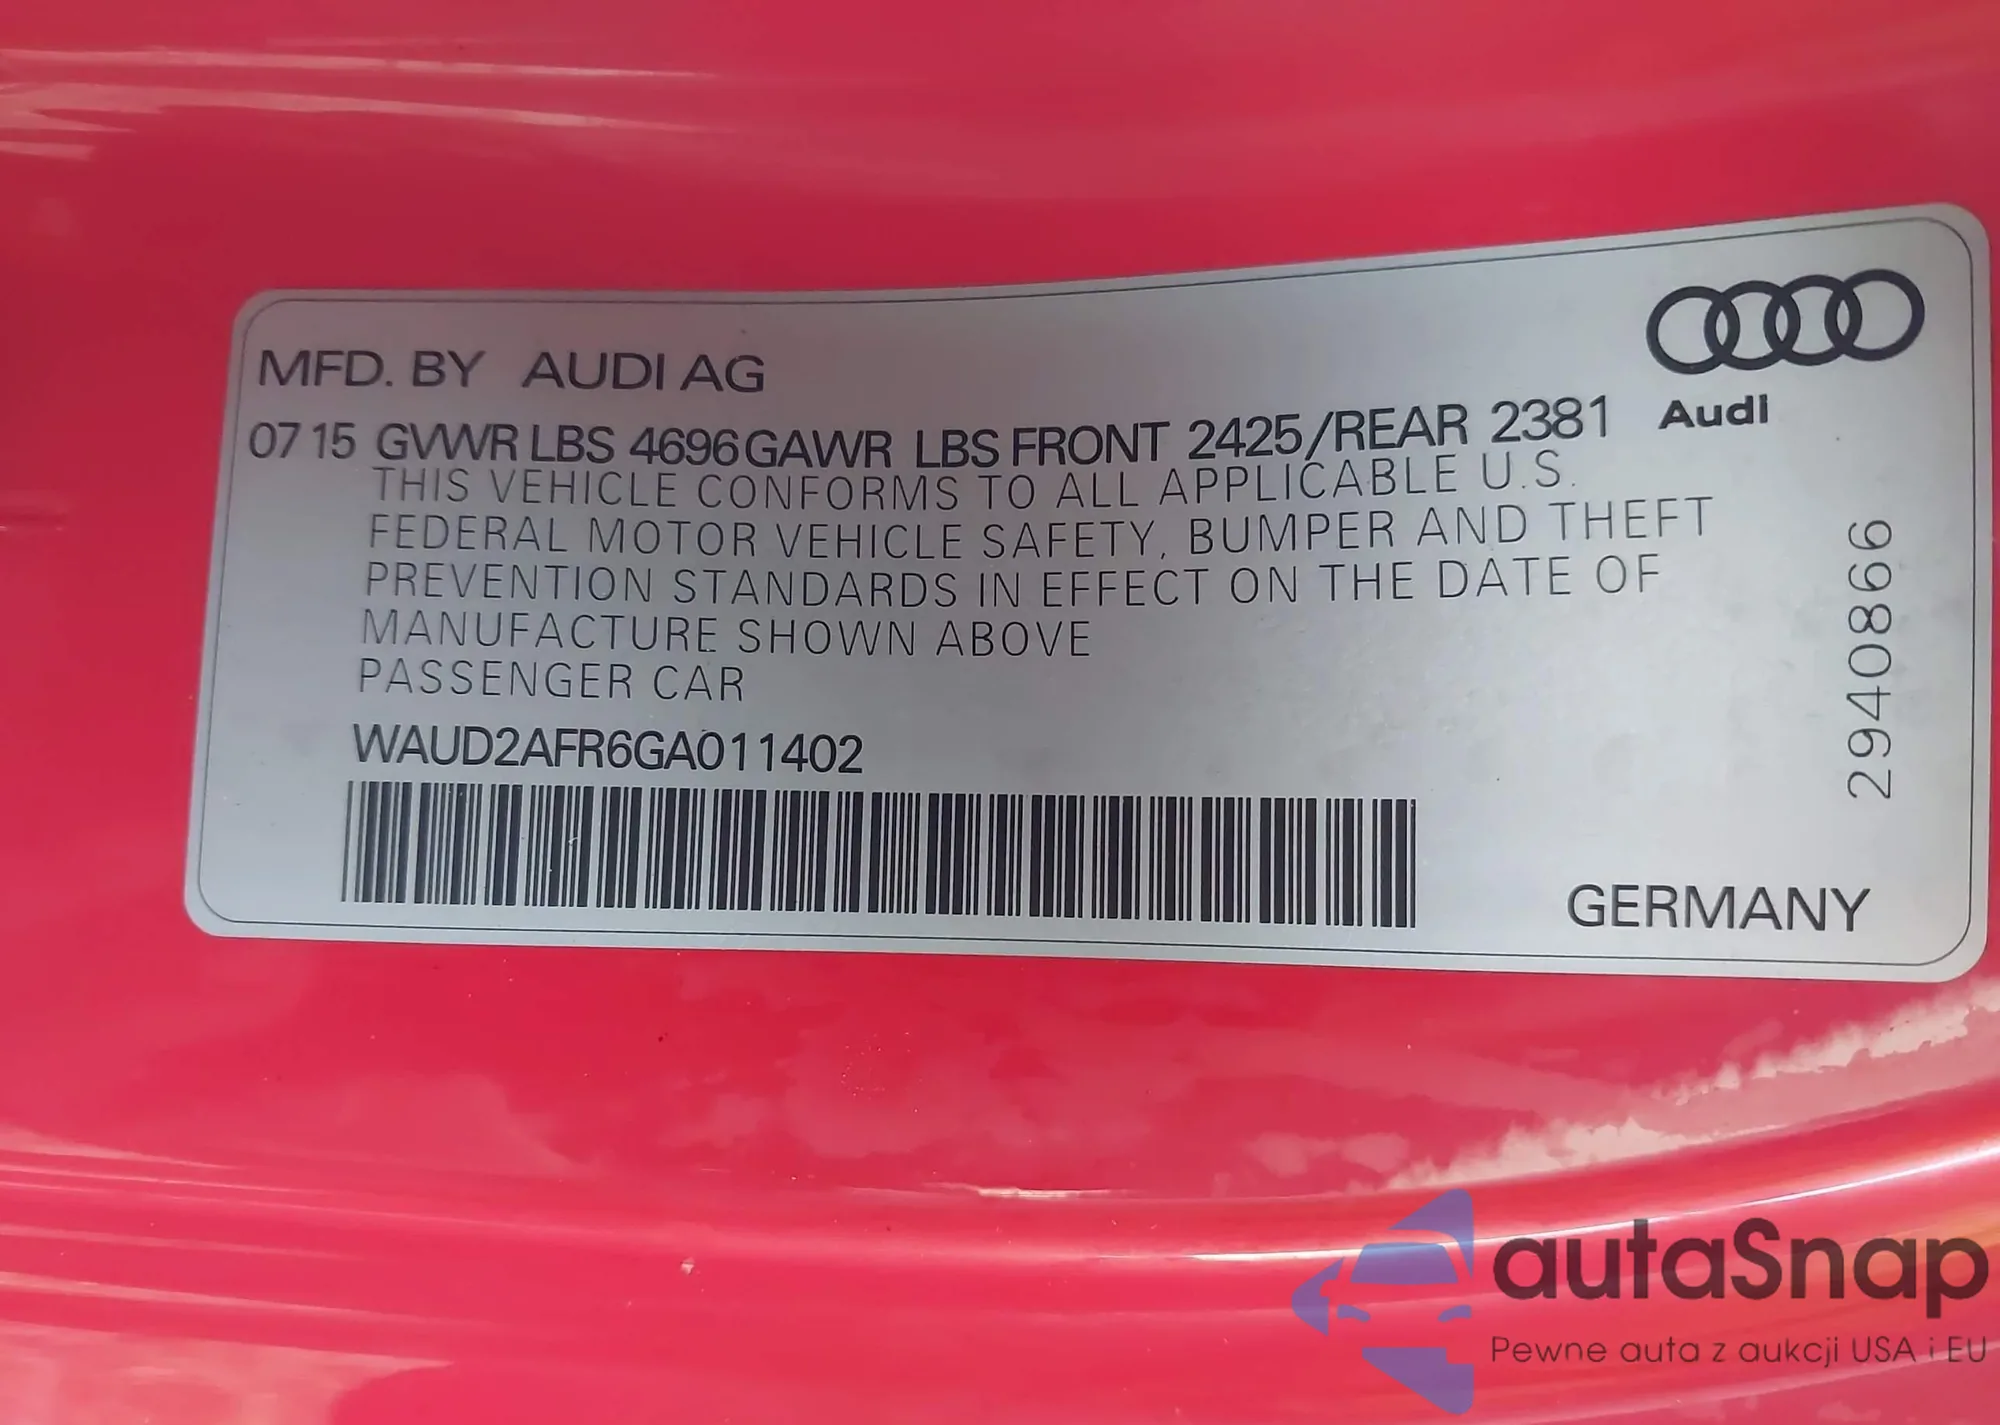 MFD. BY AUDI AG
07 15 GVWR LBS 4696 GAWR LBS FRONT 2425/REAR 2381
Audi
THIS VEHICLE CONFORMS TO ALL APPLICABLE U.S.
FEDERAL MOTOR VEHICLE SAFETY, BUMPER AND THEFT
PREVENTION STANDARDS IN EFFECT ON THE DATE OF
MANUFACTURE SHOWN ABOVE
PASSENGER CAR
WAUD2AFR6GA011402
2940866
GERMANY
autaSnap
Pewne auta z aukcji USA i EU